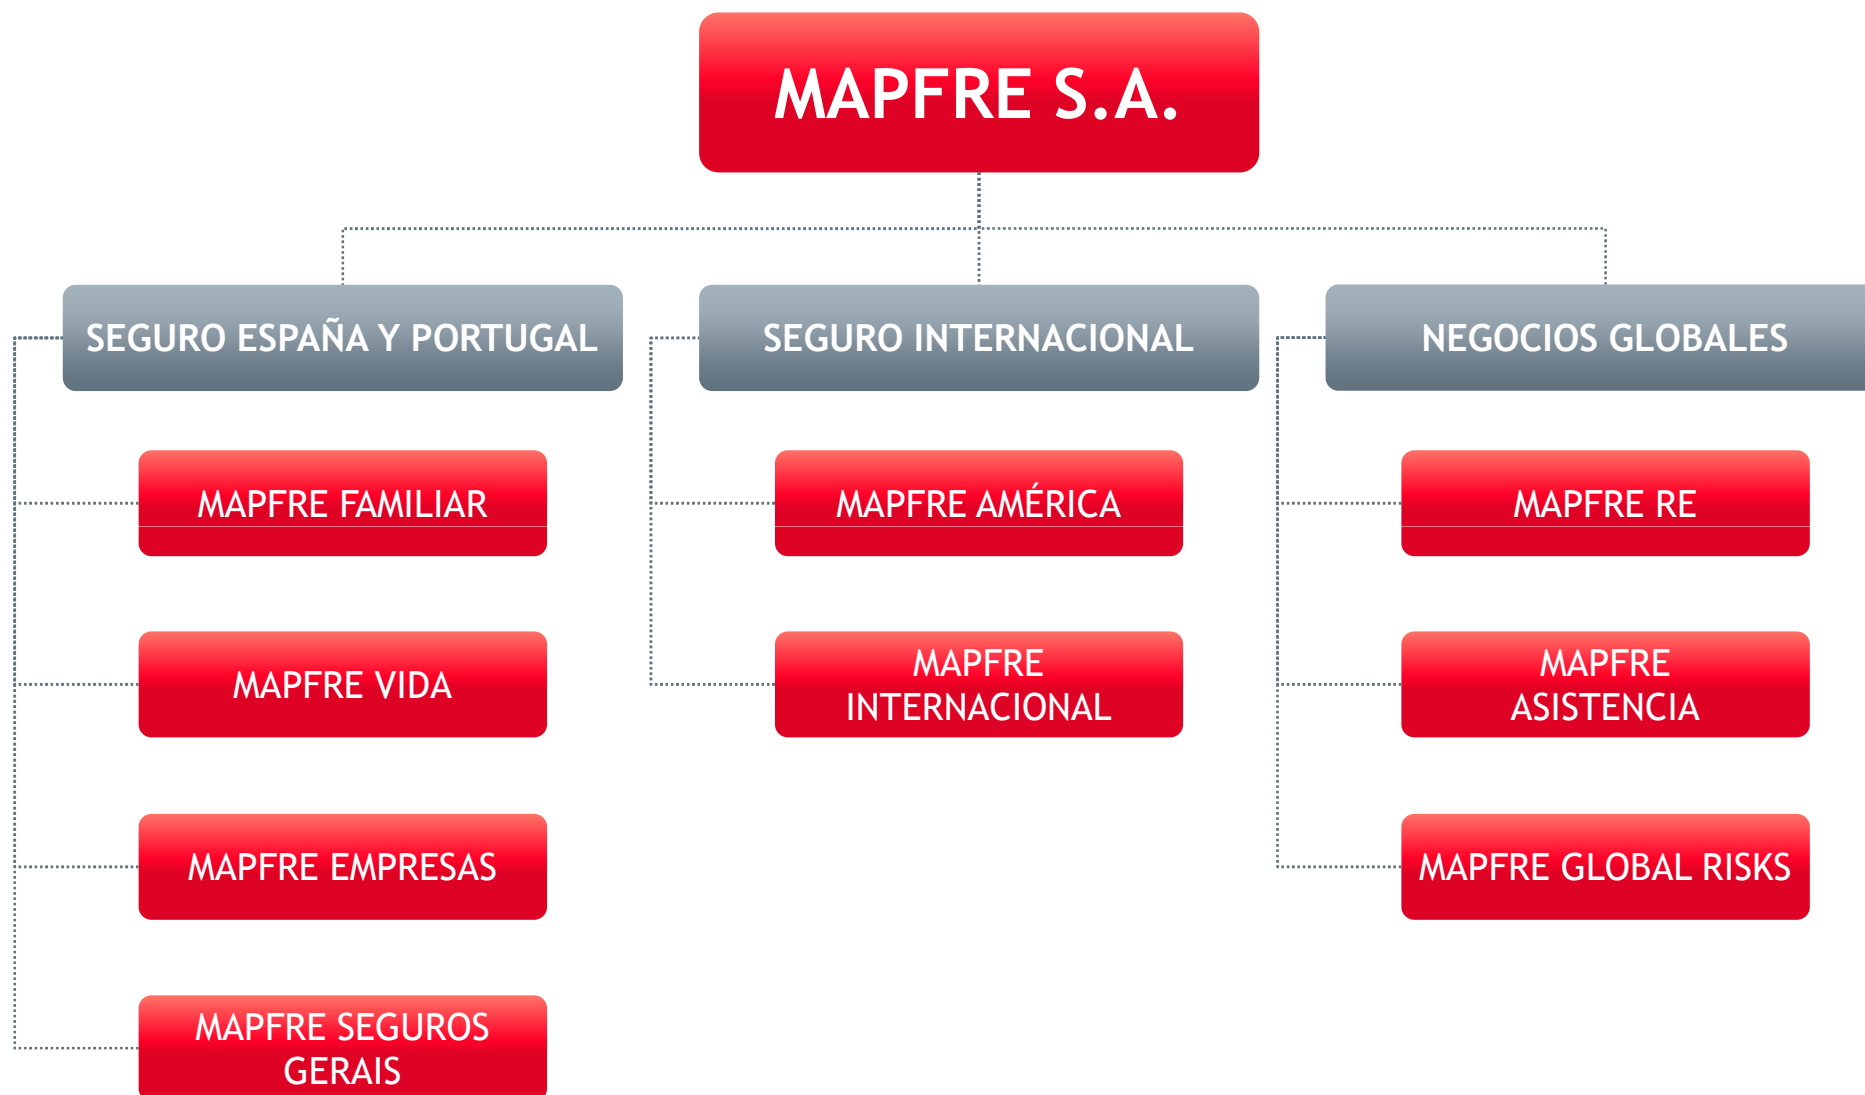 MAPFRE S.A.
SEGURO ESPAÑA Y PORTUGAL
SEGURO INTERNACIONAL
NEGOCIOS GLOBALES
MAPFRE FAMILIAR
MAPFRE AMÉRICA
MAPFRE RE
MAPFRE VIDA
MAPFRE
INTERNACIONAL
MAPFRE
ASISTENCIA
MAPFRE EMPRESAS
MAPFRE GLOBAL RISKS
MAPFRE SEGUROS
GERAIS